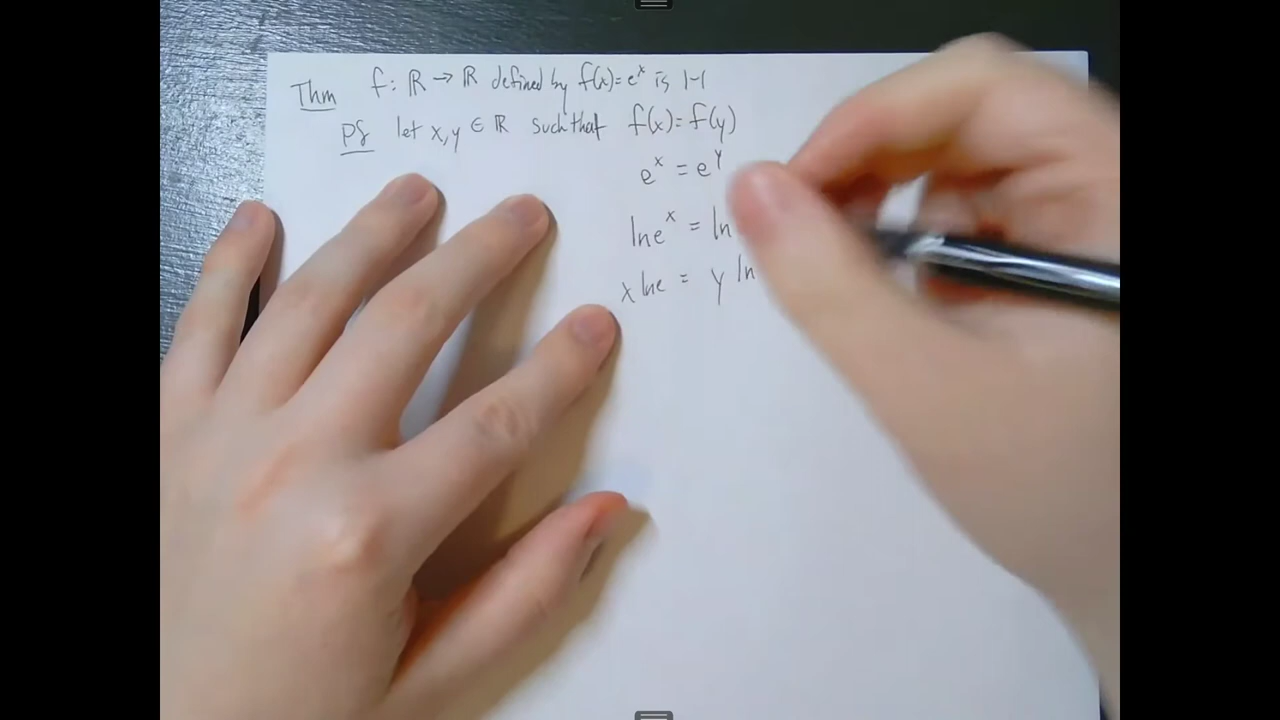 Thm f: ℝ → ℝ defined by f(x)=e^x is 1-1
Pf let x,y ∈ ℝ such that f(x)=f(y)
e^x = e^y
ln e^x = ln
x ln e = y ln